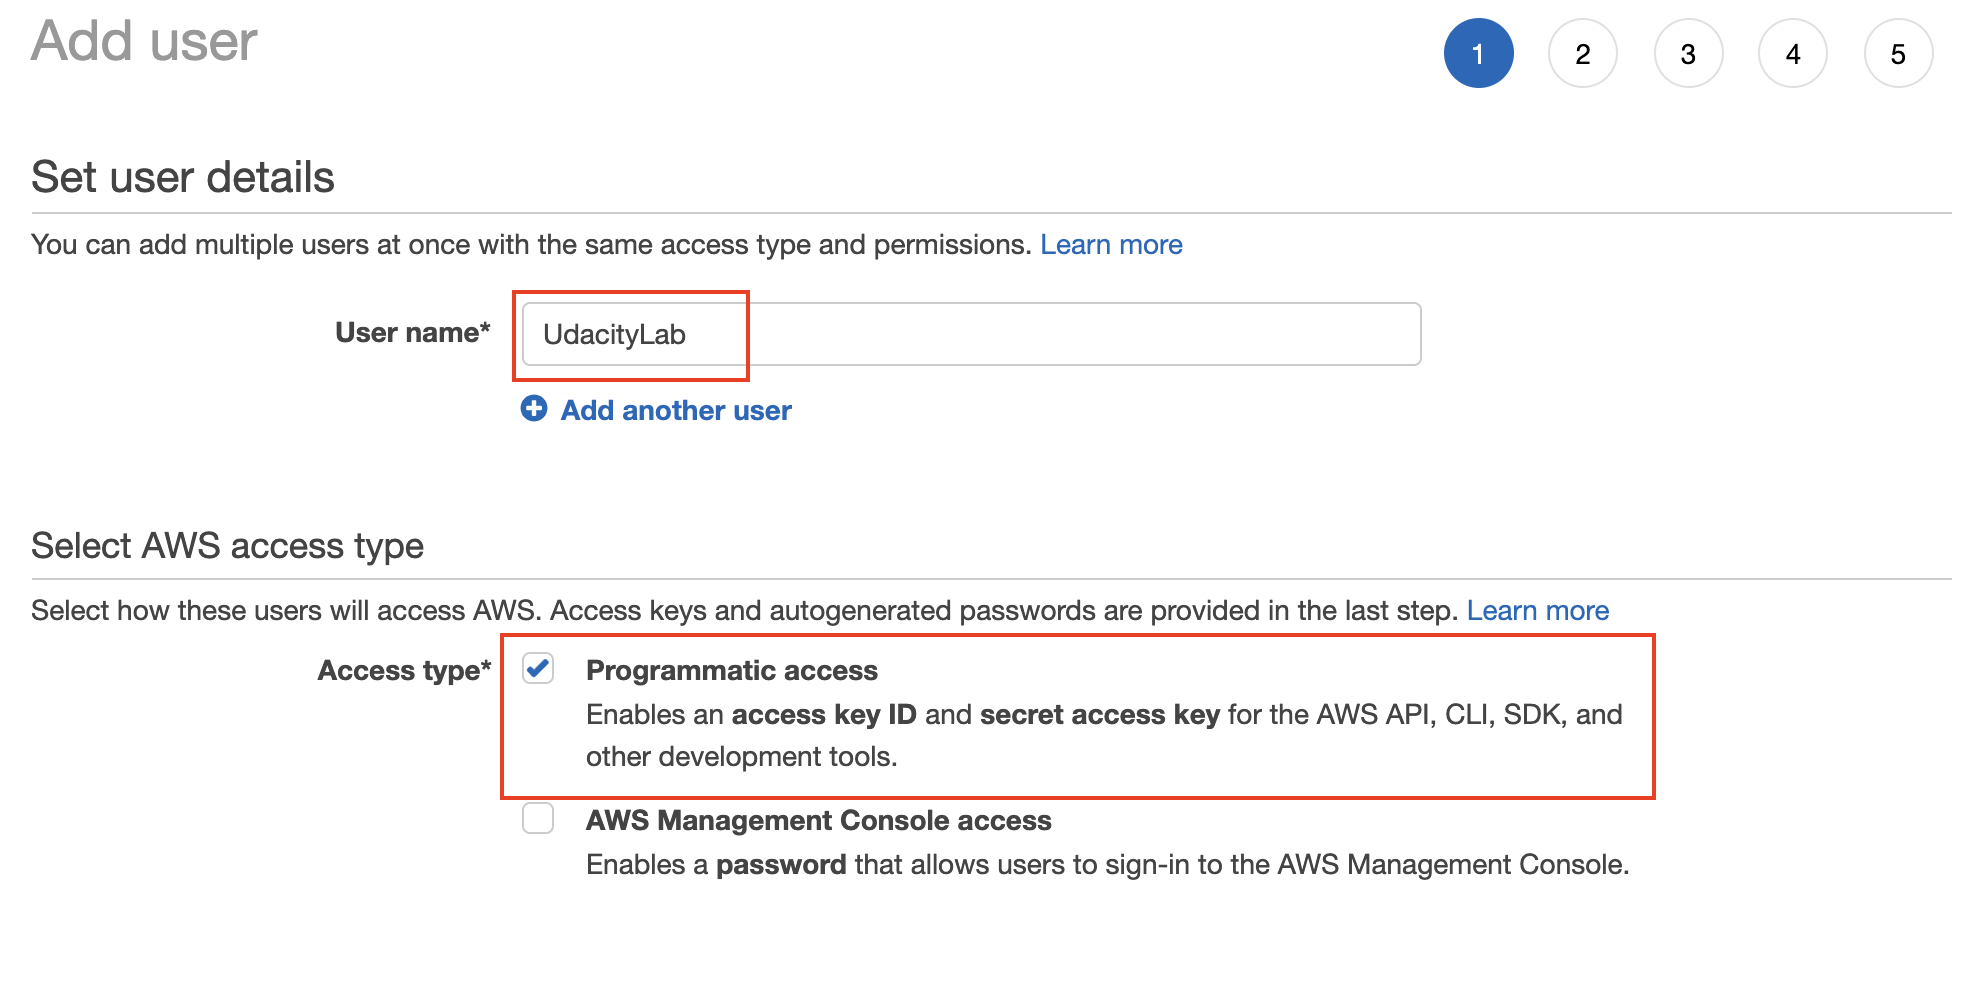 Add user
1 2 3 4 5
Set user details
You can add multiple users at once with the same access type and permissions. Learn more
User name* UdacityLab
Add another user
Select AWS access type
Select how these users will access AWS. Access keys and autogenerated passwords are provided in the last step. Learn more
Access type* Programmatic access
Enables an access key ID and secret access key for the AWS API, CLI, SDK, and
other development tools.
AWS Management Console access
Enables a password that allows users to sign-in to the AWS Management Console.